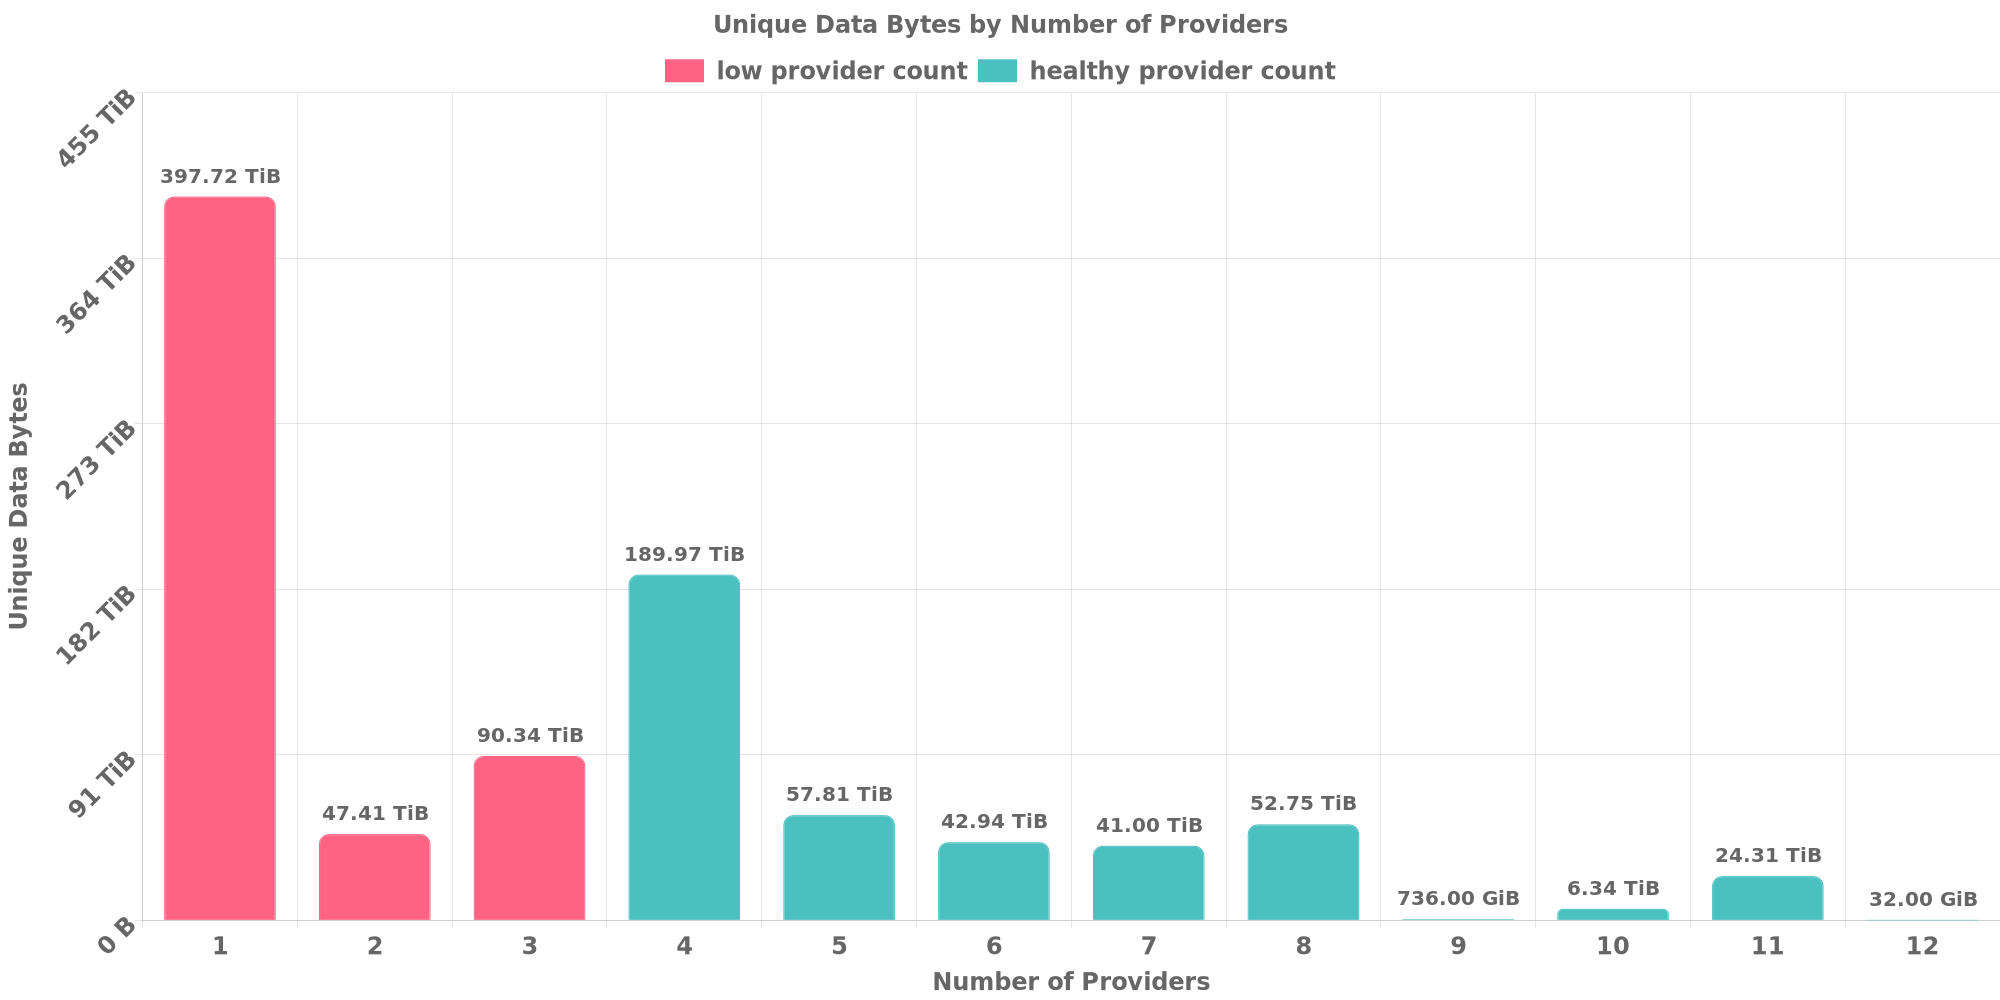 Unique Data Bytes by Number of Providers
low provider count healthy provider count
455 TiB
364 TiB
273 TiB
182 TiB
91 TiB
0 B
Unique Data Bytes
397.72 TiB
47.41 TiB
90.34 TiB
189.97 TiB
57.81 TiB
42.94 TiB
41.00 TiB
52.75 TiB
736.00 GiB
6.34 TiB
24.31 TiB
32.00 GiB
1 2 3 4 5 6 7 8 9 10 11 12
Number of Providers